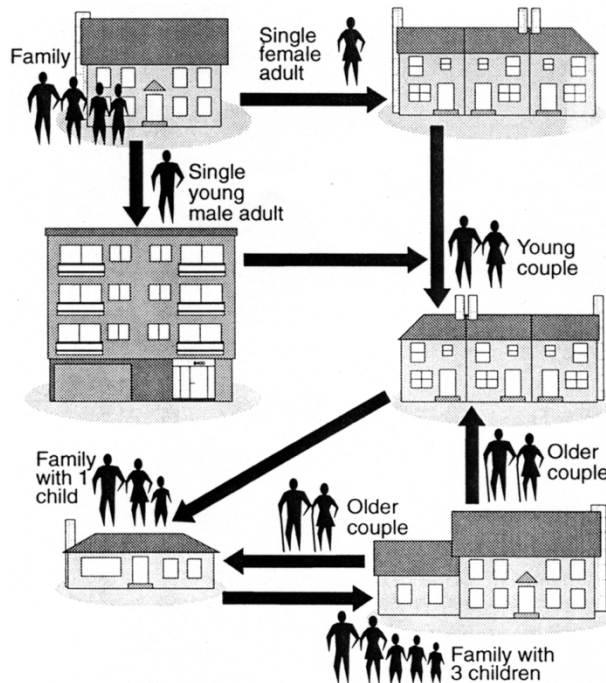 Family
Single
female
adult
Single
young
male adult
Young
couple
Family
with 1
child
Older
couple
Older
couple
Family with
3 children